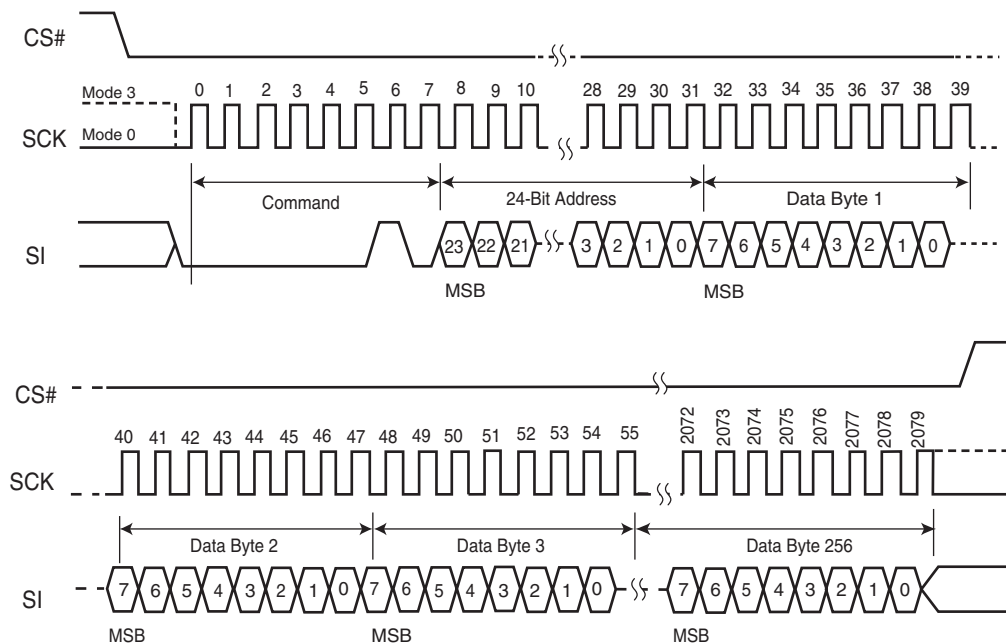 CS#
Mode 3
0 1 2 3 4 5 6 7 8 9 10 28 29 30 31 32 33 34 35 36 37 38 39
SCK
Mode 0
Command 24-Bit Address Data Byte 1
SI
23 22 21 3 2 1 0 7 6 5 4 3 2 1 0
MSB MSB
CS#
40 41 42 43 44 45 46 47 48 49 50 51 52 53 54 55 2072 2073 2074 2075 2076 2077 2078 2079
SCK
Data Byte 2 Data Byte 3 Data Byte 256
SI
7 6 5 4 3 2 1 0 7 6 5 4 3 2 1 0 7 6 5 4 3 2 1 0
MSB MSB MSB